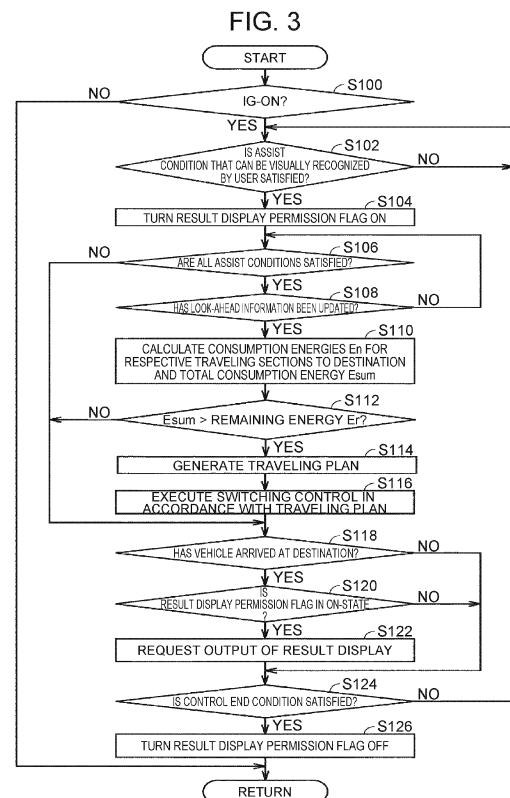 FIG. 3
START
S100
NO
IG-ON?
YES
S102
IS ASSIST
CONDITION THAT CAN BE VISUALLY RECOGNIZED
BY USER SATISFIED?
NO
YES
S104
TURN RESULT DISPLAY PERMISSION FLAG ON
S106
NO
ARE ALL ASSIST CONDITIONS SATISFIED?
YES
S108
HAS LOOK-AHEAD INFORMATION BEEN UPDATED?
NO
YES
S110
CALCULATE CONSUMPTION ENERGIES En FOR
RESPECTIVE TRAVELING SECTIONS TO DESTINATION
AND TOTAL CONSUMPTION ENERGY Esum
S112
NO
Esum > REMAINING ENERGY Er?
YES
S114
GENERATE TRAVELING PLAN
S116
EXECUTE SWITCHING CONTROL IN
ACCORDANCE WITH TRAVELING PLAN
S118
HAS VEHICLE ARRIVED AT DESTINATION?
NO
YES
S120
IS
RESULT DISPLAY PERMISSION FLAG IN ON-STATE
?
NO
YES
S122
REQUEST OUTPUT OF RESULT DISPLAY
S124
IS CONTROL END CONDITION SATISFIED?
NO
YES
S126
TURN RESULT DISPLAY PERMISSION FLAG OFF
RETURN